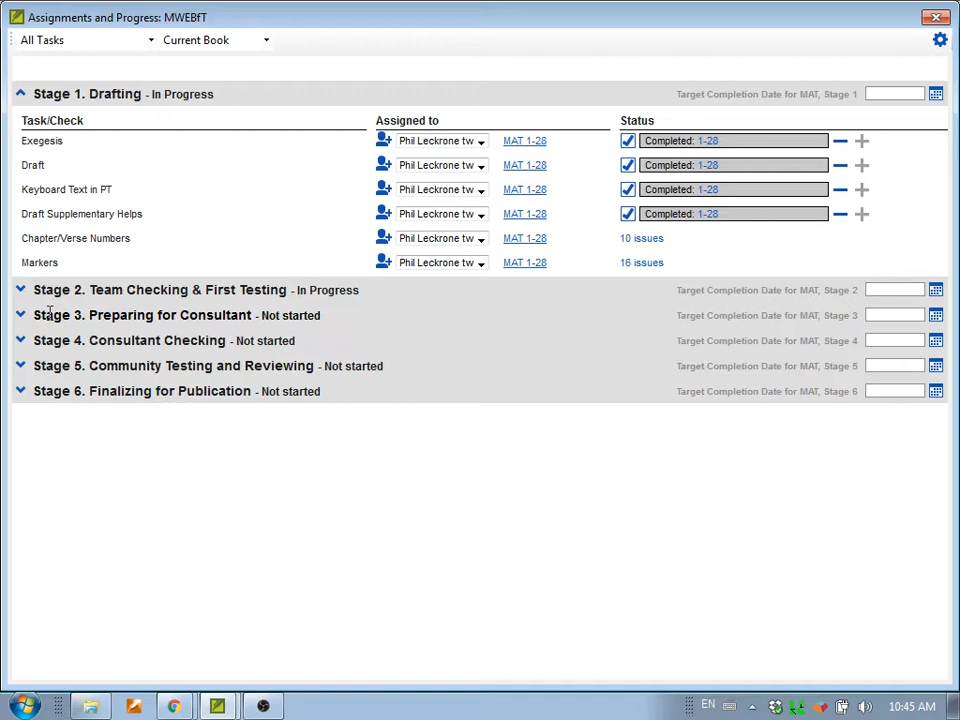 Assignments and Progress: MWEBfT
All Tasks Current Book
Stage 1. Drafting - In Progress Target Completion Date for MAT, Stage 1
Task/Check Assigned to Status
Exegesis Phil Leckrone tw MAT 1-28 Completed: 1-28
Draft Phil Leckrone tw MAT 1-28 Completed: 1-28
Keyboard Text in PT Phil Leckrone tw MAT 1-28 Completed: 1-28
Draft Supplementary Helps Phil Leckrone tw MAT 1-28 Completed: 1-28
Chapter/Verse Numbers Phil Leckrone tw MAT 1-28 10 issues
Markers Phil Leckrone tw MAT 1-28 16 issues
Stage 2. Team Checking & First Testing - In Progress Target Completion Date for MAT, Stage 2
Stage 3. Preparing for Consultant - Not started Target Completion Date for MAT, Stage 3
Stage 4. Consultant Checking - Not started Target Completion Date for MAT, Stage 4
Stage 5. Community Testing and Reviewing - Not started Target Completion Date for MAT, Stage 5
Stage 6. Finalizing for Publication - Not started Target Completion Date for MAT, Stage 6
EN 10:45 AM